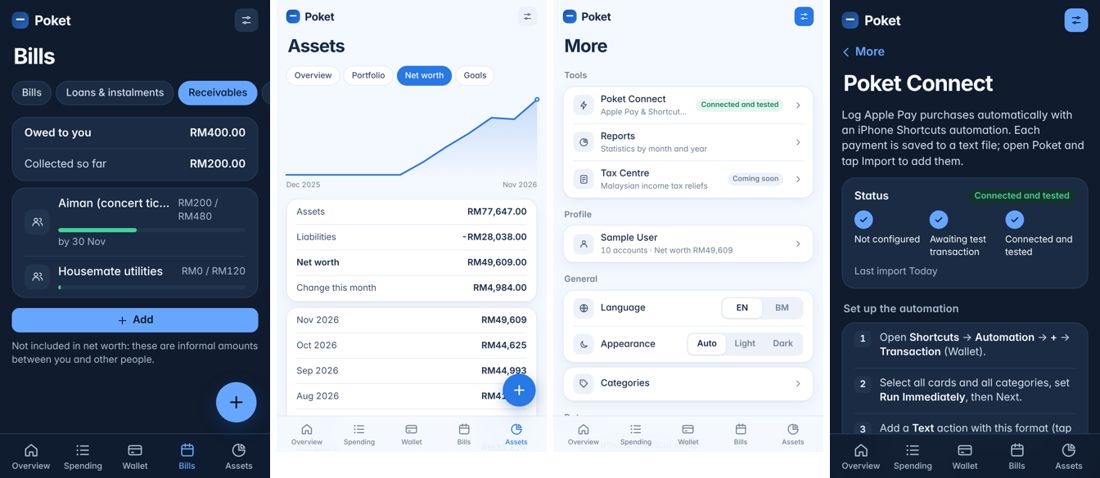 Poket
Bills
Bills
Loans & instalments
Receivables
Owed to you
RM400.00
Collected so far
RM200.00
Aiman (concert tic...
RM200 /
RM480
by 30 Nov
Housemate utilities
RM0 / RM120
+ Add
Not included in net worth: these are informal amounts
between you and other people.
+
Overview
Spending
Wallet
Bills
Assets
Poket
Assets
Overview
Portfolio
Net worth
Goals
Dec 2025
Nov 2026
Assets
RM77,647.00
Liabilities
-RM28,038.00
Net worth
RM49,609.00
Change this month
RM4,984.00
Nov 2026
RM49,609
Oct 2026
RM44,625
Sep 2026
RM44,993
Aug 2026
+
Overview
Spending
Wallet
Bills
Assets
Poket
More
Tools
Poket Connect
Apple Pay & Shortcut...
Connected and tested
Reports
Statistics by month and year
Tax Centre
Malaysian income tax reliefs
Coming soon
Profile
Sample User
10 accounts · Net worth RM49,609
General
Language
EN
BM
Appearance
Auto
Light
Dark
Categories
Overview
Spending
Wallet
Bills
Assets
Poket
More
Poket Connect
Log Apple Pay purchases automatically with
an iPhone Shortcuts automation. Each
payment is saved to a text file; open Poket and
tap Import to add them.
Status
Connected and tested
Not configured
Awaiting test
transaction
Connected and
tested
Last import Today
Set up the automation
1
Open Shortcuts → Automation → + →
Transaction (Wallet).
2
Select all cards and all categories, set
Run Immediately, then Next.
3
Add a Text action with this format (tap
Overview
Spending
Wallet
Bills
Assets